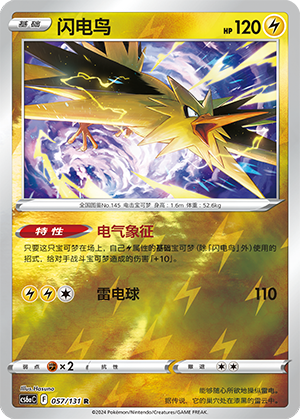 基础 闪电鸟 HP 120
全国图鉴No.145 电击宝可梦 身高：1.6m 体重：52.6kg
特性 电气象征
只要这只宝可梦在场上，自己属性的基础宝可梦（除「闪电鸟」外）使用的
招式，给对手战斗宝可梦造成的伤害「+10」。
雷电球 110
弱点 ×2 抵抗力 撤退
Illus. Hasuno
CS6aC F 057/131 R
能够随心所欲地操纵雷电。
据传说，它的巢穴处在漆黑的雷云中。
©2024 Pokémon/Nintendo/Creatures/GAME FREAK.